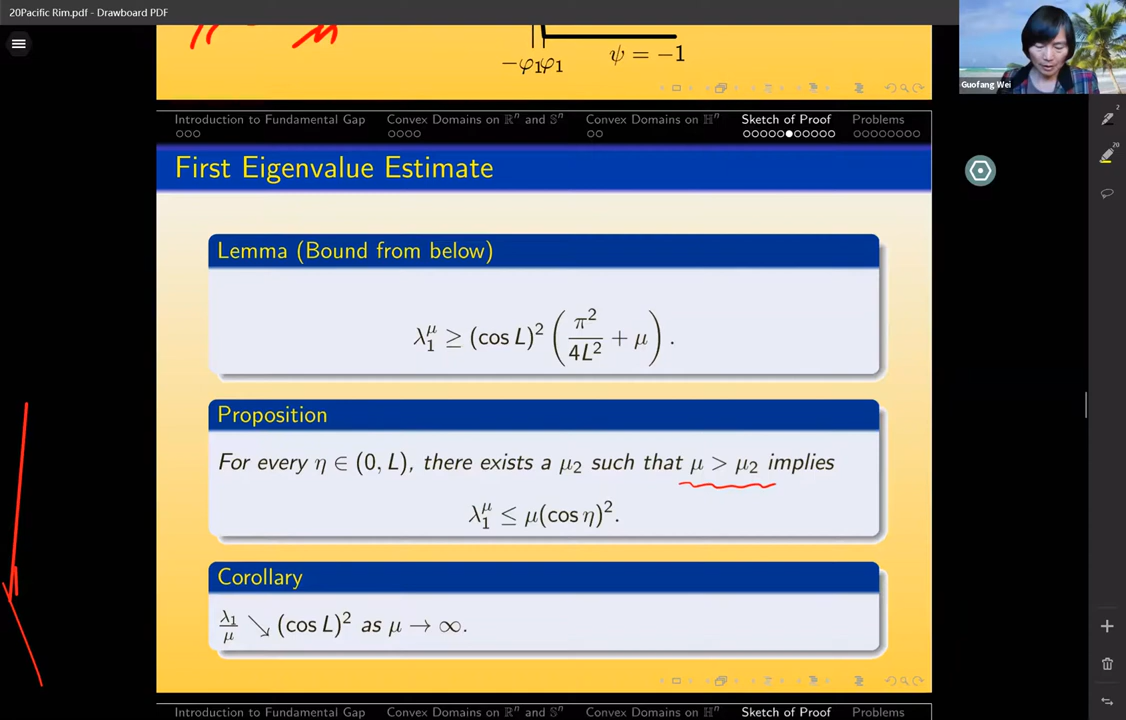 20Pacific Rim.pdf - Drawboard PDF
−φ₁φ₁ ψ = −1
Guofang Wei
Introduction to Fundamental Gap Convex Domains on ℝⁿ and 𝕊ⁿ Convex Domains on ℍⁿ Sketch of Proof Problems
First Eigenvalue Estimate
Lemma (Bound from below)
λ₁^μ ≥ (cos L)² (π²/4L² + μ).
Proposition
For every η ∈ (0, L), there exists a μ₂ such that μ > μ₂ implies
λ₁^μ ≤ μ(cos η)².
Corollary
λ₁/μ ↘ (cos L)² as μ → ∞.
Introduction to Fundamental Gap Convex Domains on ℝⁿ and 𝕊ⁿ Convex Domains on ℍⁿ Sketch of Proof Problems
2
20